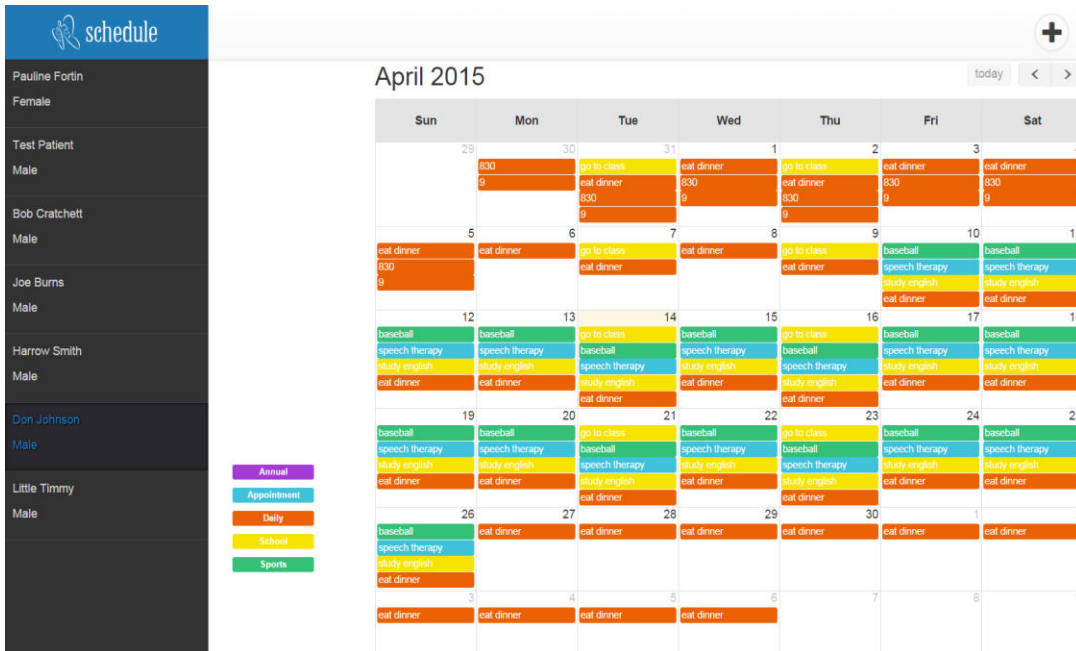 schedule
Pauline Fortin
Female
Test Patient
Male
Bob Cratchett
Male
Joe Burns
Male
Harrow Smith
Male
Don Johnson
Male
Little Timmy
Male
Annual
Appointment
Daily
School
Sports
April 2015
today < >
Sun Mon Tue Wed Thu Fri Sat
29 30 31 1 2 3
830 go to class eat dinner go to class eat dinner eat dinner
9 eat dinner 830 eat dinner 830 830
830 9 830 9 9
9 9
5 6 7 8 9 10 1
eat dinner eat dinner go to class eat dinner go to class baseball baseball
830 eat dinner eat dinner speech therapy speech therapy
9 study english study english
eat dinner eat dinner
12 13 14 15 16 17 1
baseball baseball go to class baseball go to class baseball baseball
speech therapy speech therapy baseball speech therapy baseball speech therapy speech therapy
study english study english speech therapy study english speech therapy study english study english
eat dinner eat dinner study english eat dinner study english eat dinner eat dinner
eat dinner eat dinner
19 20 21 22 23 24 2
baseball baseball go to class baseball go to class baseball baseball
speech therapy speech therapy baseball speech therapy baseball speech therapy speech therapy
study english study english speech therapy study english speech therapy study english study english
eat dinner eat dinner study english eat dinner study english eat dinner eat dinner
eat dinner eat dinner
26 27 28 29 30 1
baseball eat dinner eat dinner eat dinner eat dinner eat dinner eat dinner
speech therapy
study english
eat dinner
3 4 5 6 7 8
eat dinner eat dinner eat dinner eat dinner